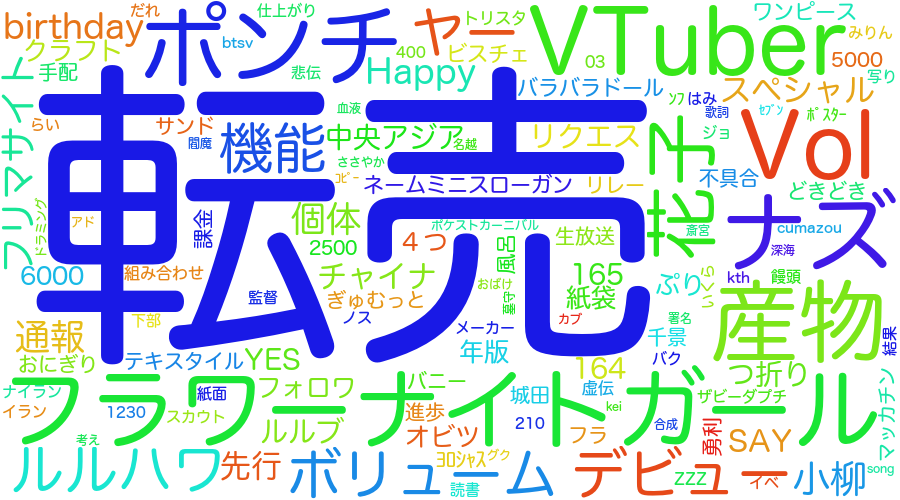 birthday
だれ
仕上がり
ポンチ
ヤー
トリスタ
VTuber
ワンピース
クラフト
btsv
400
ビスチェ
03
みりん
手配
悲伝
Happy
5000
フリマサイト
血液
バラバラドール
スペシャル
写り
らい
サンド
閻魔
機能
中央アジア
名越
リクエス
花子
ｿﾌ
はみ
歌詞
ｾﾌﾞﾝ
ﾎﾟｽﾀｰ
Vol
ジョ
転売
ささやか
ｺﾋﾟｰ
ネームミニスローガン
リレー
不具合
どきどき
ドラミング
アド
課金
個体
ポケストカーニバル
斎宮
ナズ
cumazou
2500
４つ
風呂
生放送
深海
6000
組み合わせ
チャイナ
165
ぷり
いくら
kth
饅頭
監督
ぎゅむっと
おばけ
墓守
紙袋
産物
通報
下部
ノス
メーカー
カブ
署名
千景
結果
おにぎり
テキスタイル
YES
年版
164
バク
つ折り
フラワーナイトガール
ナイラン
紙面
フォロワ
バニー
城田
虚伝
ザビーダブチ
マッカチン
イラン
1230
スカウト
ルルブ
進歩
オビツ
210
kei
フラ
合成
勇利
SAY
考え
ルルハワ
先行
ボリューム
ﾖﾛｼｬｽ
グク
読書
デビュー
zzz
イベ
小柳
song